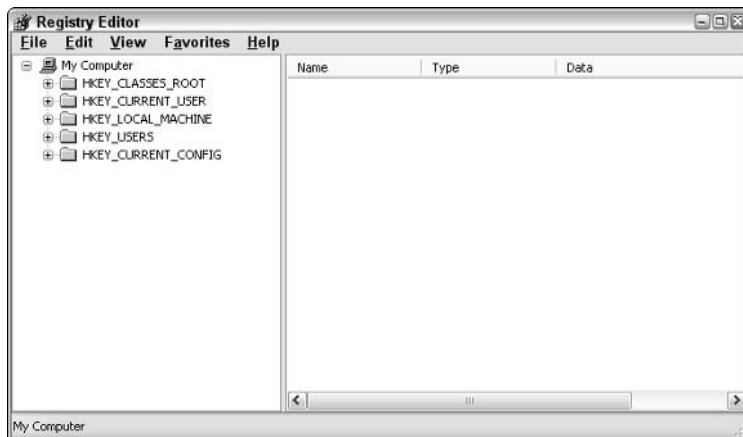 Registry Editor
File Edit View Favorites Help
My Computer
HKEY_CLASSES_ROOT
HKEY_CURRENT_USER
HKEY_LOCAL_MACHINE
HKEY_USERS
HKEY_CURRENT_CONFIG
Name Type Data
My Computer